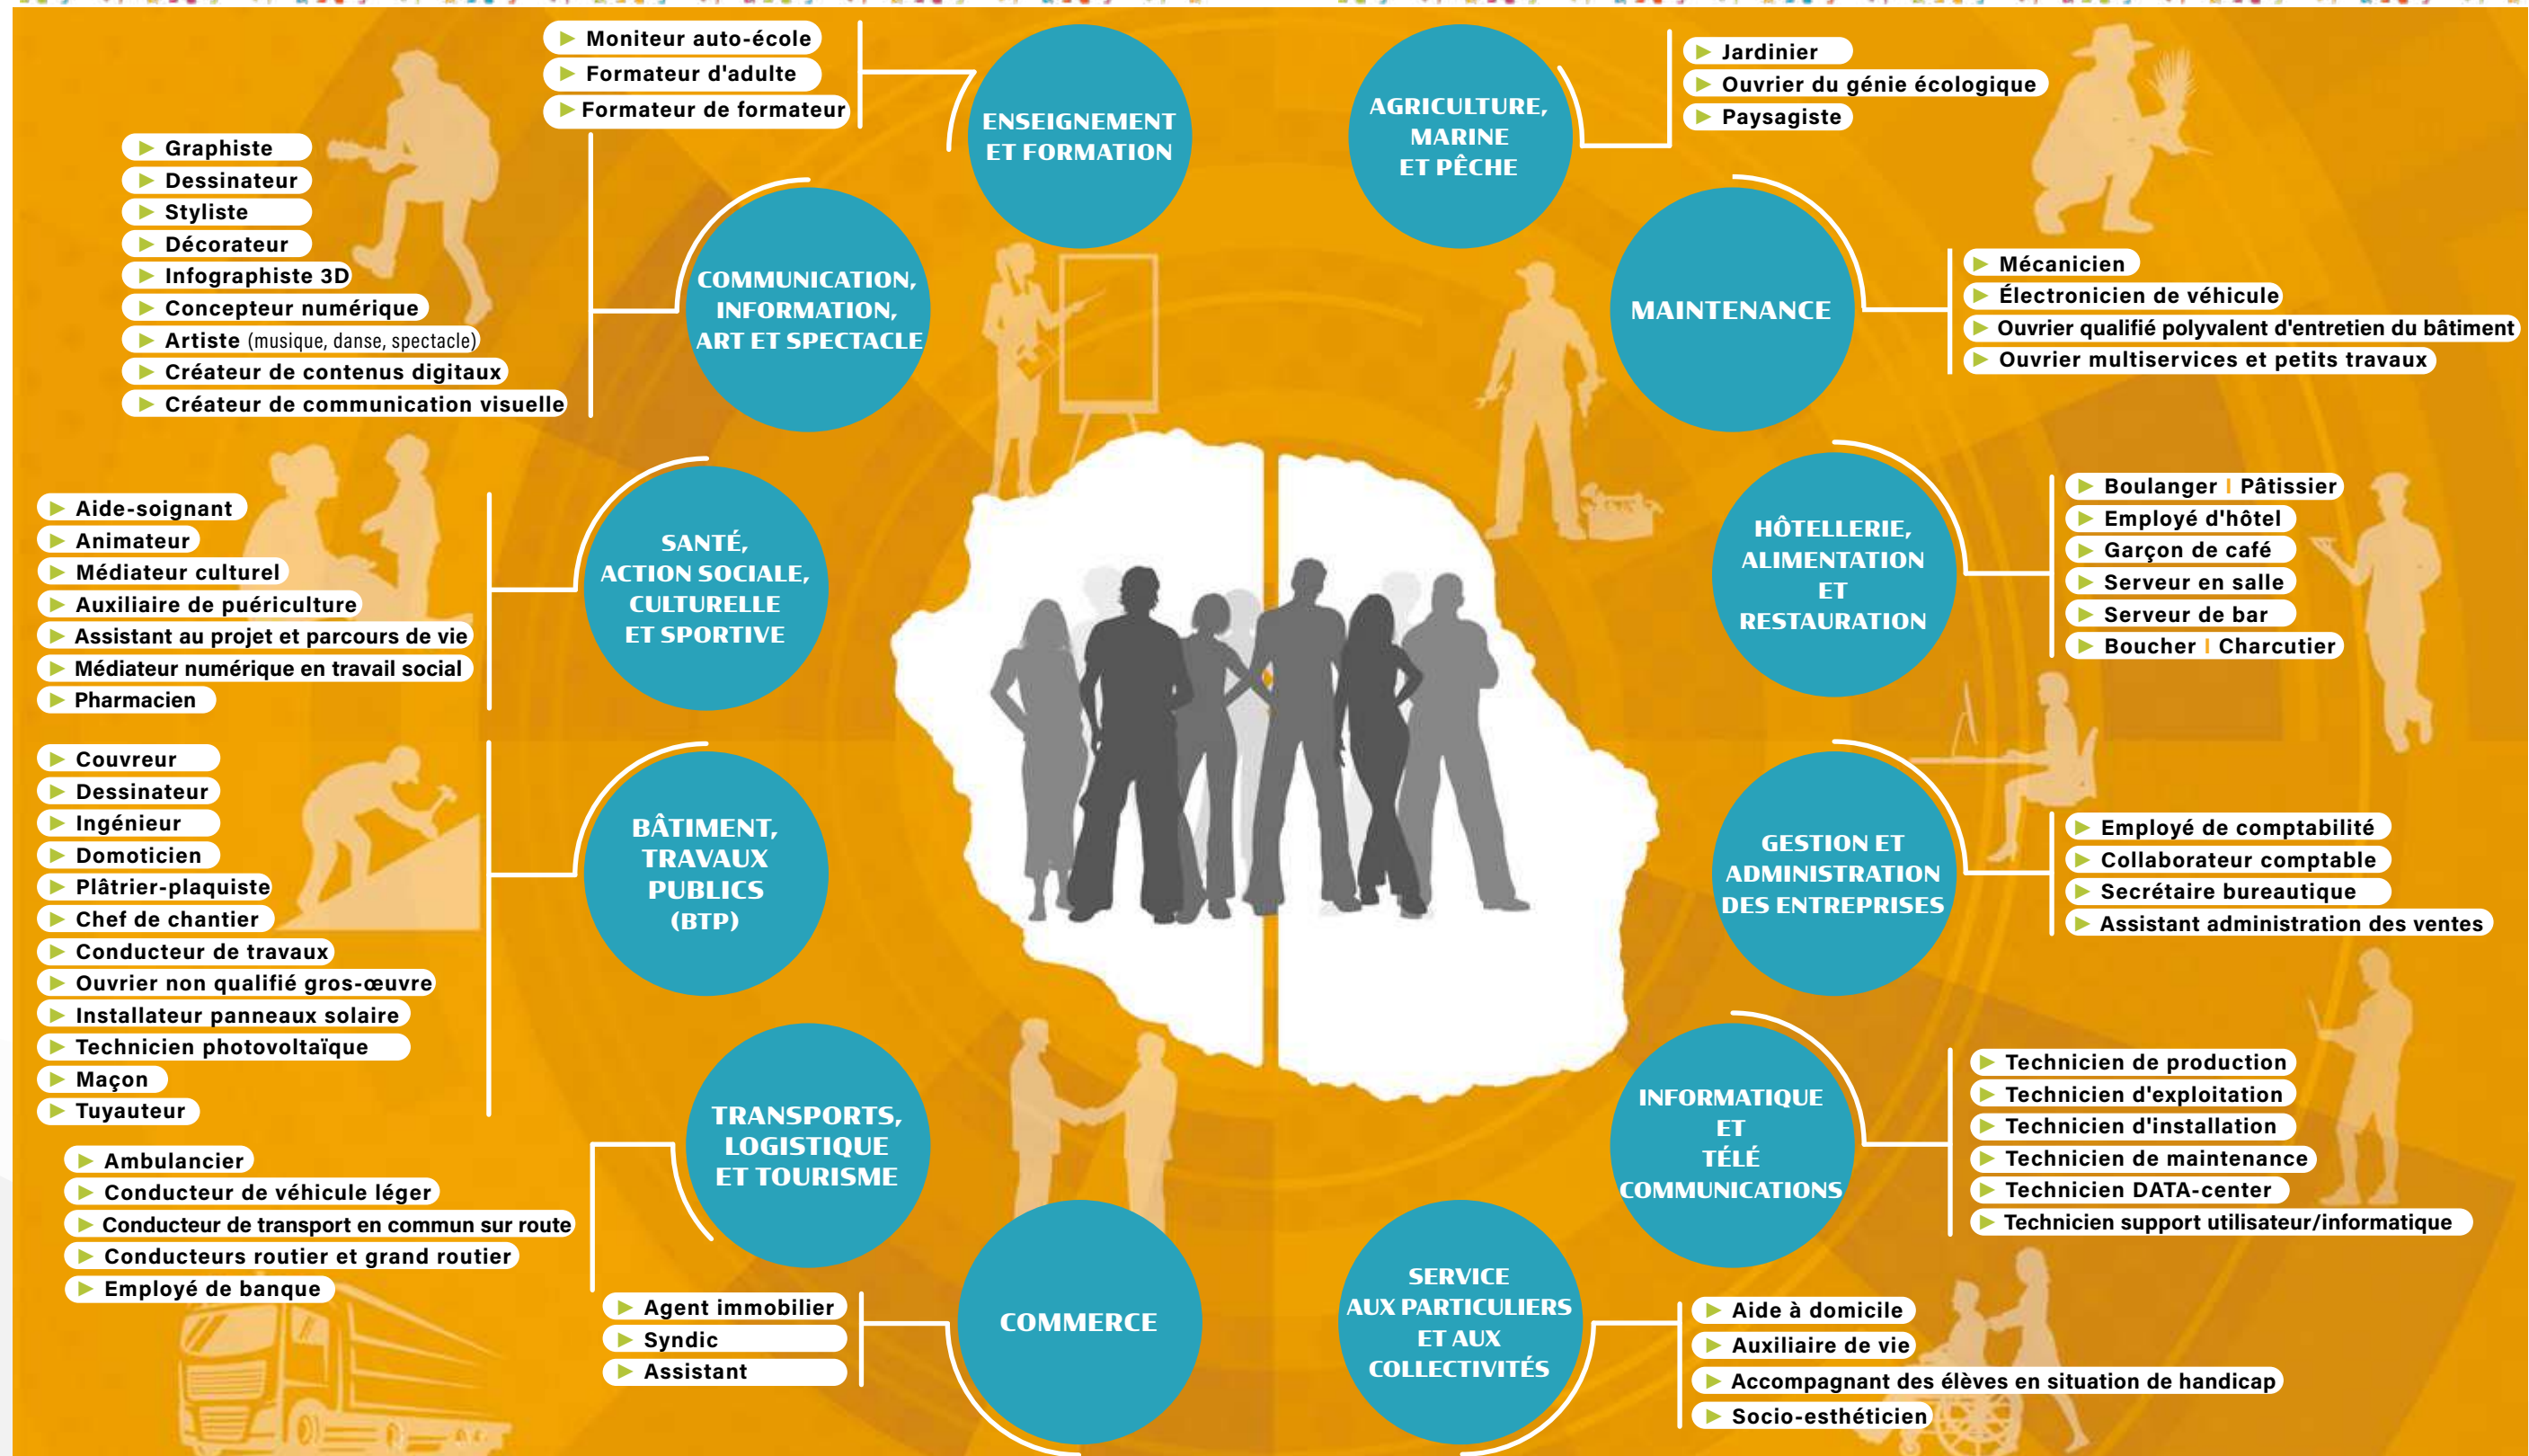 ENSEIGNEMENT
ET FORMATION
Moniteur auto-école
Formateur d'adulte
Formateur de formateur
COMMUNICATION,
INFORMATION,
ART ET SPECTACLE
Graphiste
Dessinateur
Styliste
Décorateur
Infographiste 3D
Concepteur numérique
Artiste (musique, danse, spectacle)
Créateur de contenus digitaux
Créateur de communication visuelle
SANTÉ,
ACTION SOCIALE,
CULTURELLE
ET SPORTIVE
Aide-soignant
Animateur
Médiateur culturel
Auxiliaire de puériculture
Assistant au projet et parcours de vie
Médiateur numérique en travail social
Pharmacien
BÂTIMENT,
TRAVAUX
PUBLICS
(BTP)
Couvreur
Dessinateur
Ingénieur
Domoticien
Plâtrier-plaquiste
Chef de chantier
Conducteur de travaux
Ouvrier non qualifié gros-œuvre
Installateur panneaux solaire
Technicien photovoltaïque
Maçon
Tuyauteur
TRANSPORTS,
LOGISTIQUE
ET TOURISME
Ambulancier
Conducteur de véhicule léger
Conducteur de transport en commun sur route
Conducteurs routier et grand routier
Employé de banque
COMMERCE
Agent immobilier
Syndic
Assistant
AGRICULTURE,
MARINE
ET PÊCHE
Jardinier
Ouvrier du génie écologique
Paysagiste
MAINTENANCE
Mécanicien
Électronicien de véhicule
Ouvrier qualifié polyvalent d'entretien du bâtiment
Ouvrier multiservices et petits travaux
HÔTELLERIE,
ALIMENTATION
ET
RESTAURATION
Boulanger I Pâtissier
Employé d'hôtel
Garçon de café
Serveur en salle
Serveur de bar
Boucher I Charcutier
GESTION ET
ADMINISTRATION
DES ENTREPRISES
Employé de comptabilité
Collaborateur comptable
Secrétaire bureautique
Assistant administration des ventes
INFORMATIQUE
ET
TÉLÉ
COMMUNICATIONS
Technicien de production
Technicien d'exploitation
Technicien d'installation
Technicien de maintenance
Technicien DATA-center
Technicien support utilisateur/informatique
SERVICE
AUX PARTICULIERS
ET AUX
COLLECTIVITÉS
Aide à domicile
Auxiliaire de vie
Accompagnant des élèves en situation de handicap
Socio-esthéticien